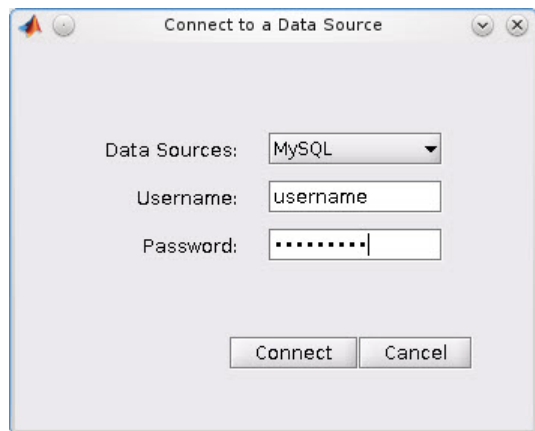 Connect to a Data Source
Data Sources: MySQL
Username: username
Password: •••••••••
Connect Cancel